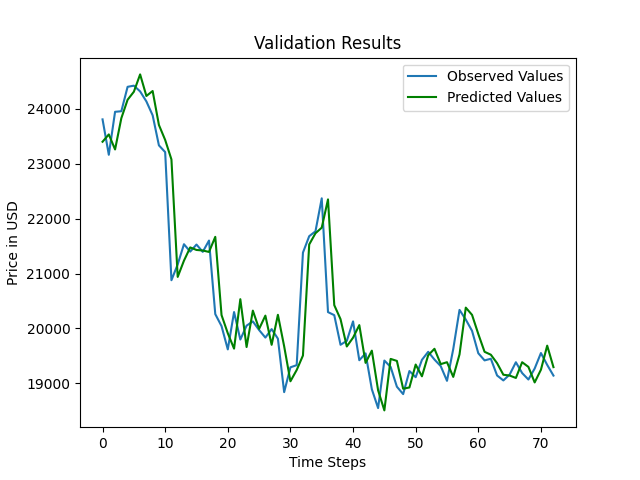 Validation Results
Observed Values
Predicted Values
24000
23000
22000
21000
20000
19000
Price in USD
0 10 20 30 40 50 60 70
Time Steps